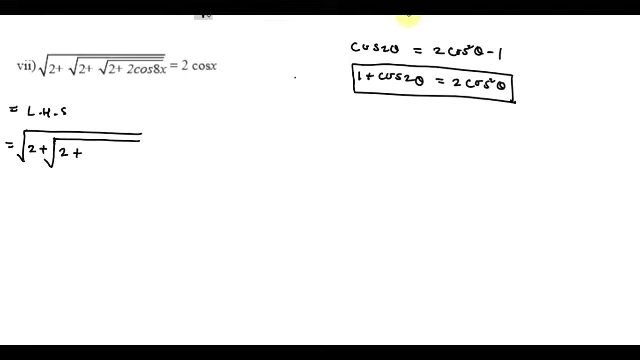 vii) √2+ √2+ √2+ 2cos8x = 2 cosx
cos2θ = 2cos²θ-1
1+cos2θ = 2cos²θ
= L.H.S
= √2+√2+